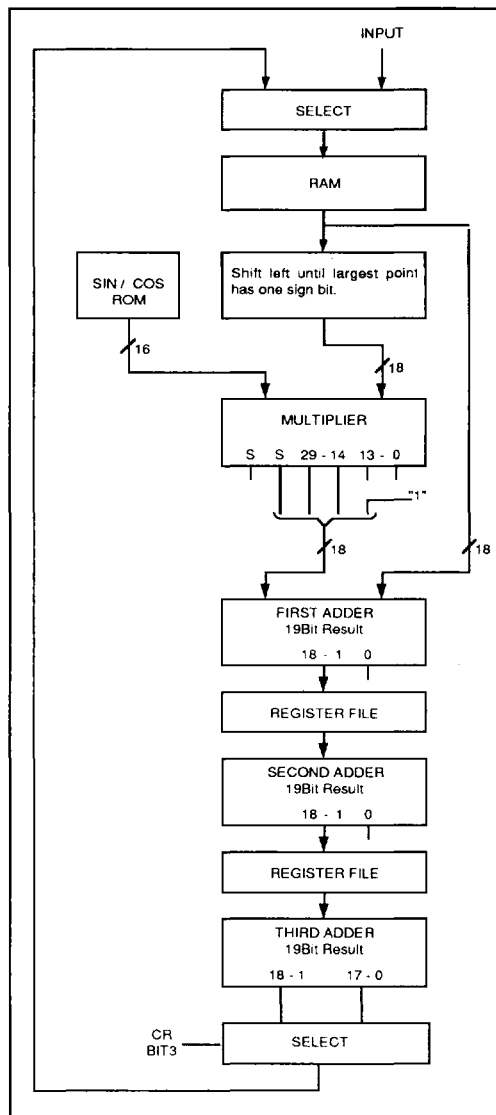 INPUT
SELECT
RAM
SIN / COS
ROM
Shift left until largest point
has one sign bit.
16
18
MULTIPLIER
S S 29 - 14 13 - 0
"1"
18
18
FIRST ADDER
19Bit Result
18 - 1 0
REGISTER FILE
SECOND ADDER
19Bit Result
18 - 1 0
REGISTER FILE
THIRD ADDER
19Bit Result
18 - 1 17 - 0
CR
BIT3
SELECT